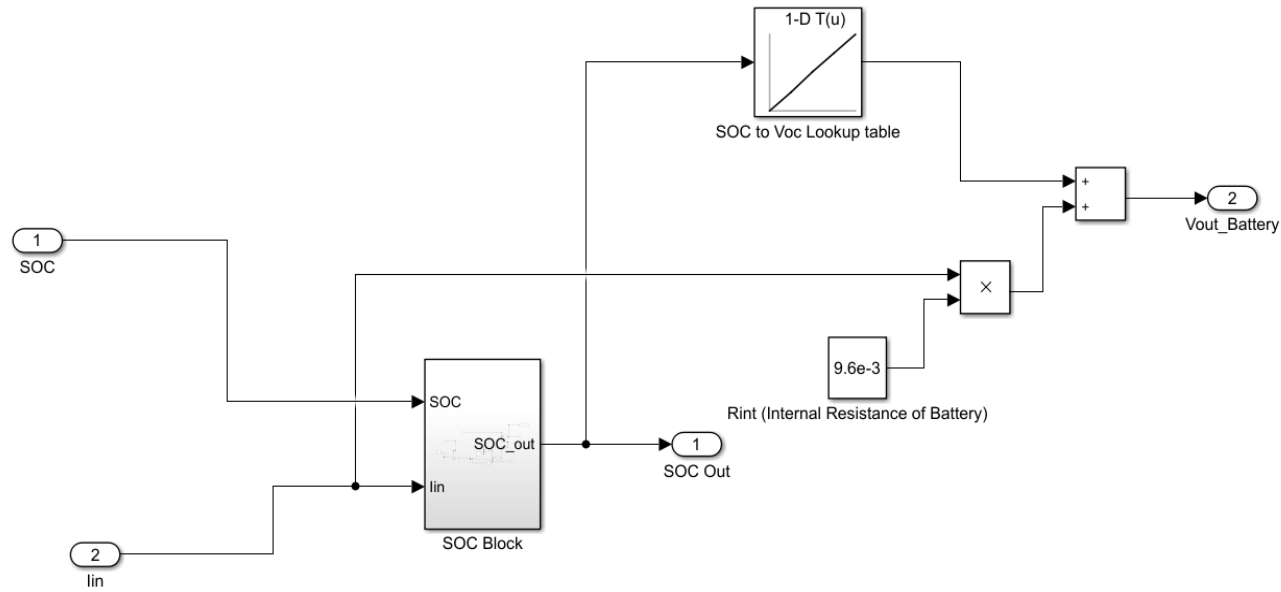 1-D T(u)
SOC to Voc Lookup table
+
+
2
Vout_Battery
1
SOC
×
9.6e-3
Rint (Internal Resistance of Battery)
SOC
SOC_out
Iin
SOC Block
1
SOC Out
2
Iin